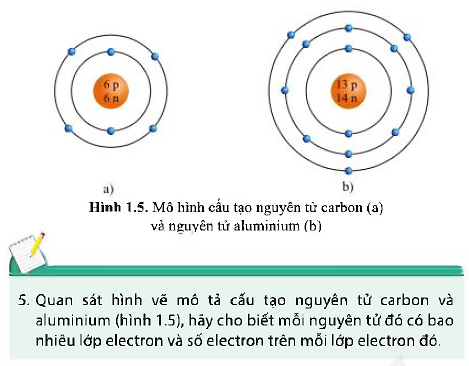 6 p
6 n
13 p
14 n
a)
b)
Hình 1.5. Mô hình cấu tạo nguyên tử carbon (a)
và nguyên tử aluminium (b)
5. Quan sát hình vẽ mô tả cấu tạo nguyên tử carbon và
aluminium (hình 1.5), hãy cho biết mỗi nguyên tử đó có bao
nhiêu lớp electron và số electron trên mỗi lớp electron đó.